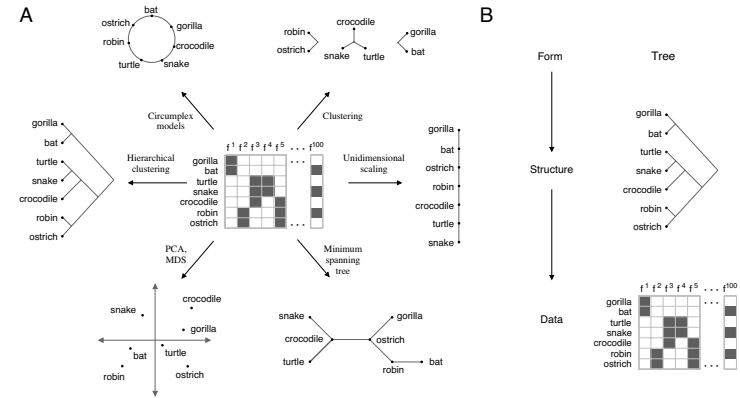 A
bat
ostrich
gorilla
robin
crocodile
turtle
snake
crocodile
robin
gorilla
ostrich
snake
turtle
bat
Circumplex
models
Clustering
gorilla
bat
turtle
snake
crocodile
robin
ostrich
Hierarchical
clustering
f1 f2 f3 f4 f5 ... f100
gorilla ...
bat
turtle
snake
crocodile
robin
ostrich ...
Unidimensional
scaling
gorilla
bat
ostrich
robin
crocodile
turtle
snake
PCA,
MDS
Minimum
spanning
tree
snake
crocodile
gorilla
bat
turtle
robin
ostrich
snake
gorilla
crocodile
ostrich
turtle
robin
bat
B
Form
Tree
Structure
gorilla
bat
turtle
snake
crocodile
robin
ostrich
Data
f1 f2 f3 f4 f5 ... f100
gorilla ...
bat
turtle
snake
crocodile
robin
ostrich ...